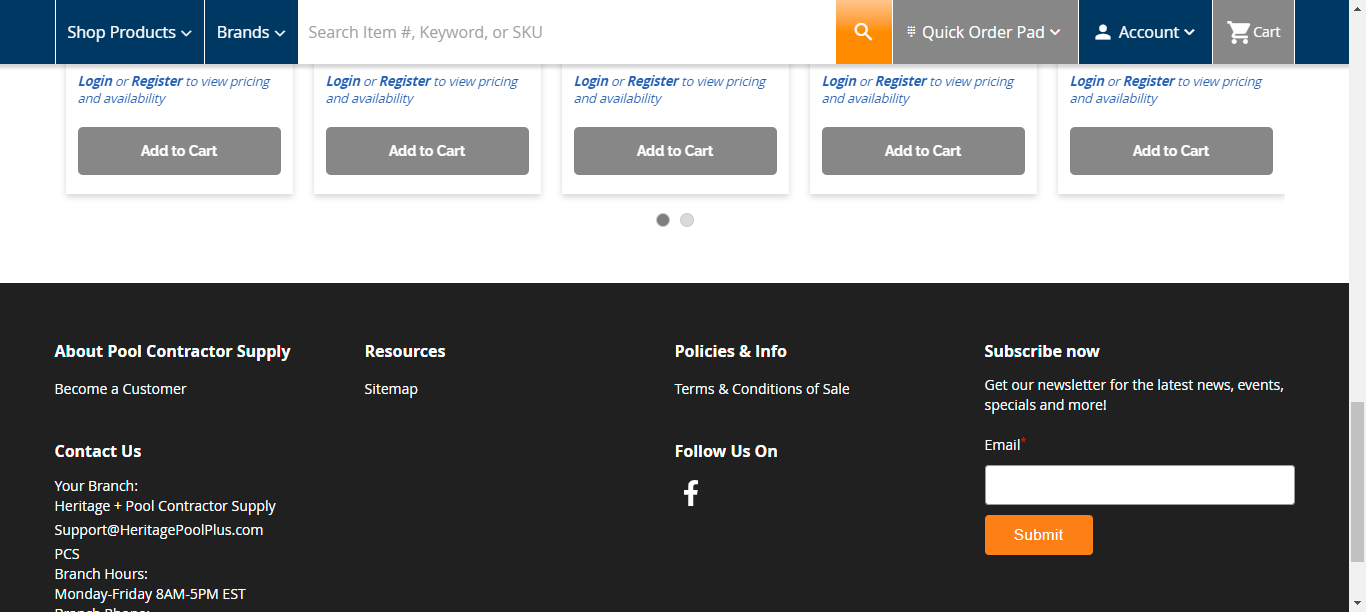 Shop Products
Brands
Search Item #, Keyword, or SKU
Quick Order Pad
Account
Cart
Login or Register to view pricing
and availability
Add to Cart
Login or Register to view pricing
and availability
Add to Cart
Login or Register to view pricing
and availability
Add to Cart
Login or Register to view pricing
and availability
Add to Cart
Login or Register to view pricing
and availability
Add to Cart
About Pool Contractor Supply
Become a Customer
Resources
Sitemap
Policies & Info
Terms & Conditions of Sale
Subscribe now
Get our newsletter for the latest news, events,
specials and more!
Email*
Submit
Contact Us
Your Branch:
Heritage + Pool Contractor Supply
Support@HeritagePoolPlus.com
PCS
Branch Hours:
Monday-Friday 8AM-5PM EST
Branch Phone:
Follow Us On